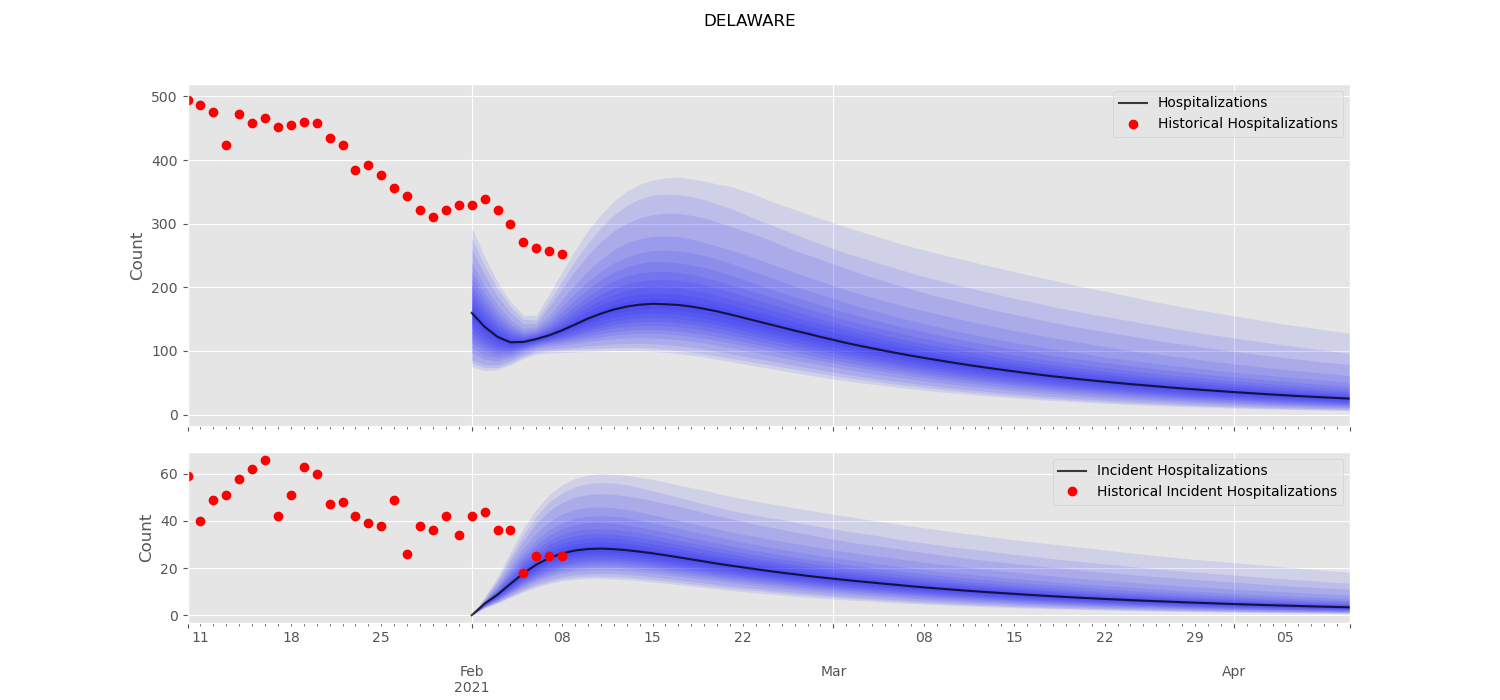 DELAWARE
500
400
300
200
100
0
Count
Hospitalizations
Historical Hospitalizations
60
40
20
0
Count
Incident Hospitalizations
Historical Incident Hospitalizations
11 18 25 08 15 22 08 15 22 29 05
Feb Mar Apr
2021